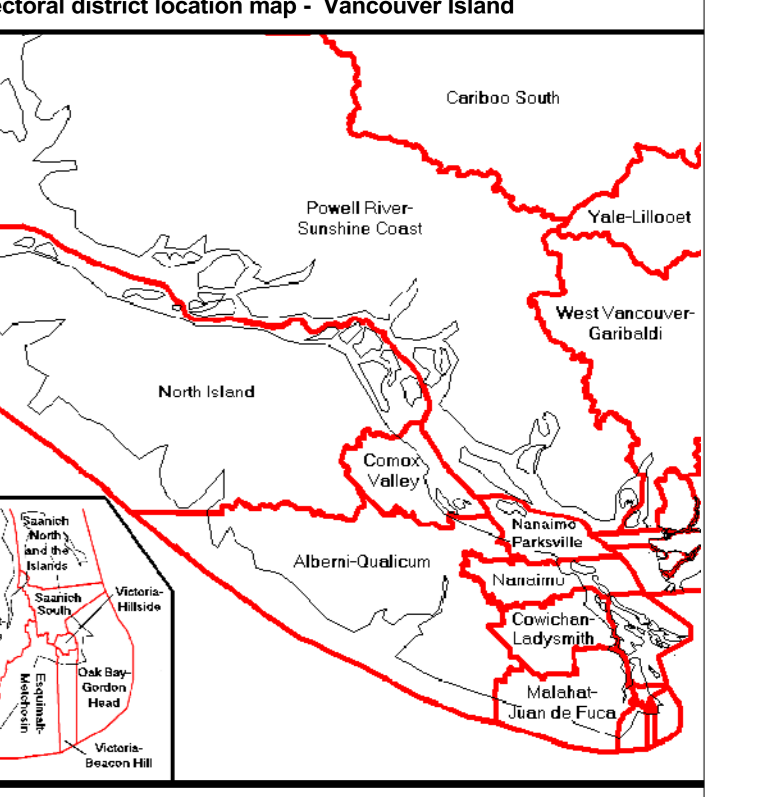 ectoral district location map - Vancouver Island
Cariboo South
Powell River-
Sunshine Coast
Yale-Lillooet
West Vancouver-
Garibaldi
North Island
Comox
Valley
Nanaimo
Parksville
Alberni-Qualicum
Nanaimo
Cowichan-
Ladysmith
Malahat-
Juan de Fuca
Saanich
North
and the
Islands
Saanich
South
Victoria-
Hillside
Oak Bay-
Gordon
Head
Esquimalt-
Metchosin
Victoria-
Beacon Hill